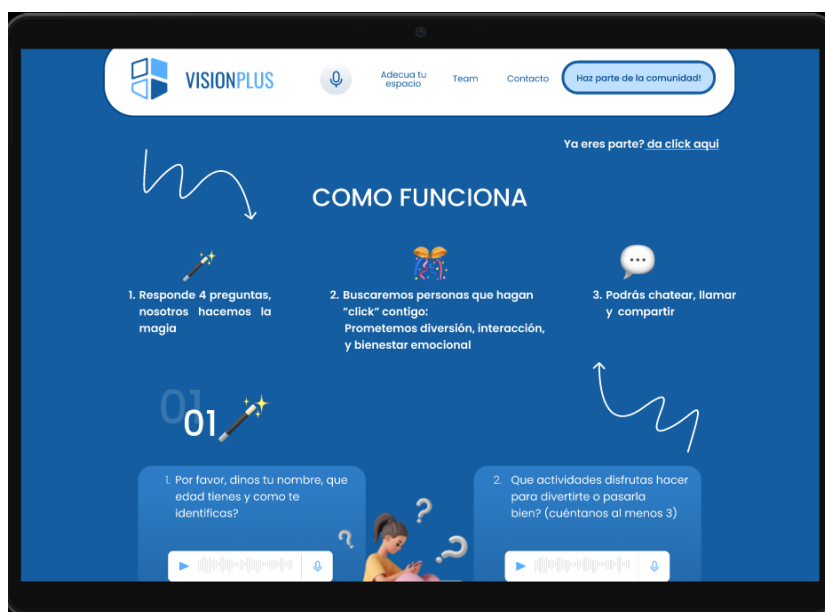 VISIONPLUS
Adecua tu
espacio
Team
Contacto
Haz parte de la comunidad!
Ya eres parte? da click aqui
COMO FUNCIONA
1. Responde 4 preguntas,
nosotros hacemos la
magia
2. Buscaremos personas que hagan
"click" contigo:
Prometemos diversión, interacción,
y bienestar emocional
3. Podrás chatear, llamar
y compartir
01
01
1. Por favor, dinos tu nombre, que
edad tienes y como te
identificas?
2. Que actividades disfrutas hacer
para divertirte o pasarla
bien? (cuéntanos al menos 3)